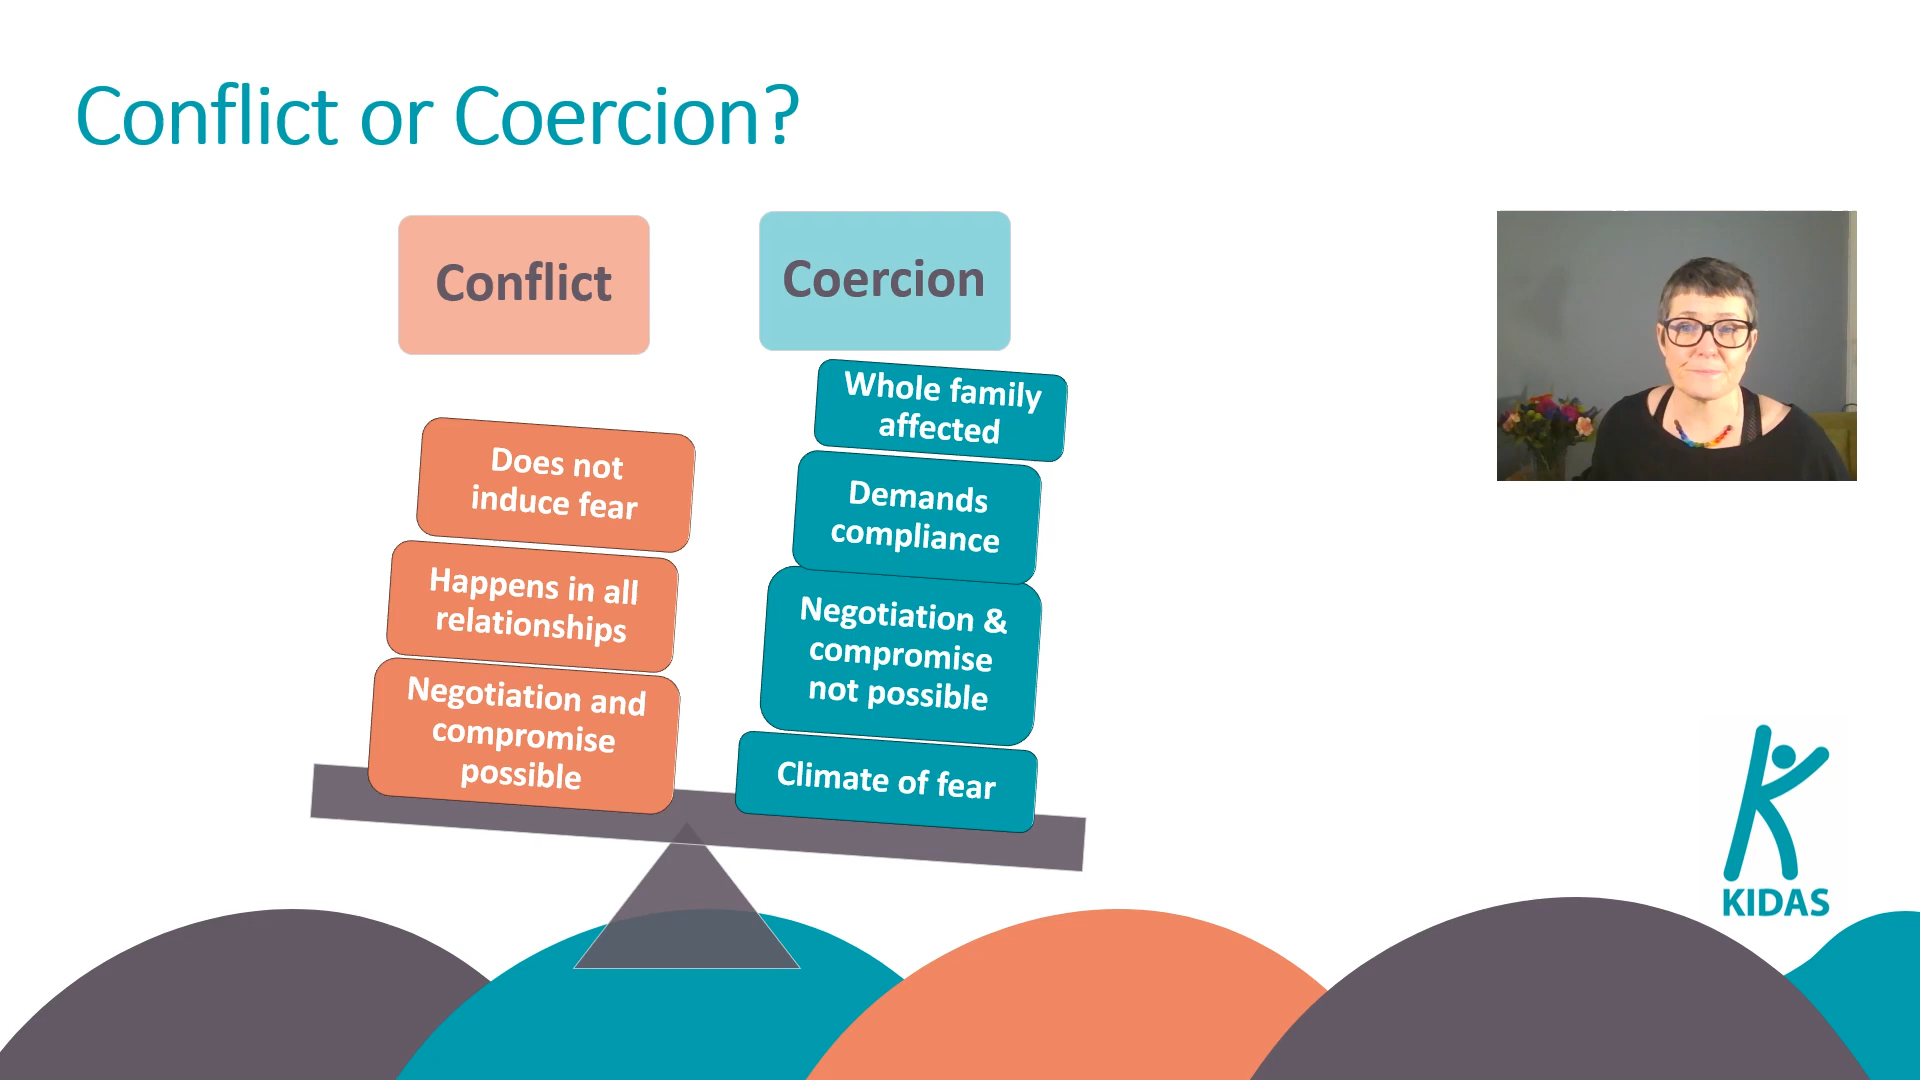 Conflict or Coercion?
Conflict
Does not
induce fear
Happens in all
relationships
Negotiation and
compromise
possible
Coercion
Whole family
affected
Demands
compliance
Negotiation &
compromise
not possible
Climate of fear
KIDAS